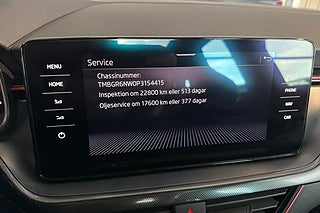 Service
MENU
HOME
Chassinummer:
TMBGR6NW0P3154415
Inspektion om 22800 km eller 513 dagar
Oljeservice om 17600 km eller 377 dagar
PHONE
NAV
CAR